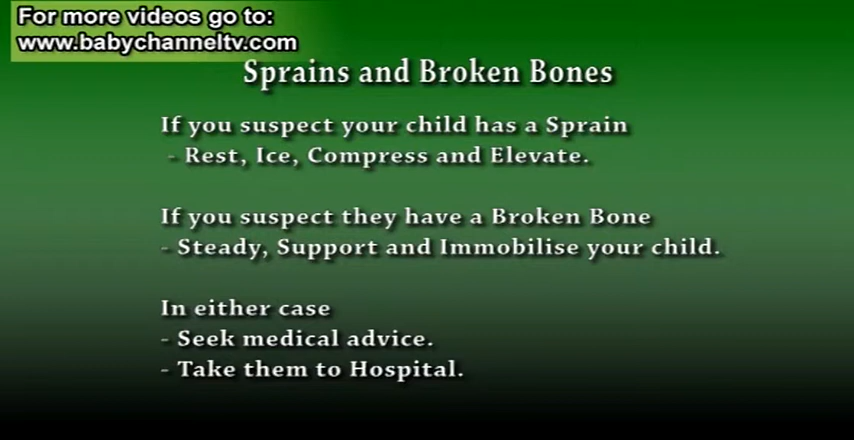 For more videos go to:
www.babychanneltv.com
Sprains and Broken Bones
If you suspect your child has a Sprain
- Rest, Ice, Compress and Elevate.
If you suspect they have a Broken Bone
- Steady, Support and Immobilise your child.
In either case
- Seek medical advice.
- Take them to Hospital.